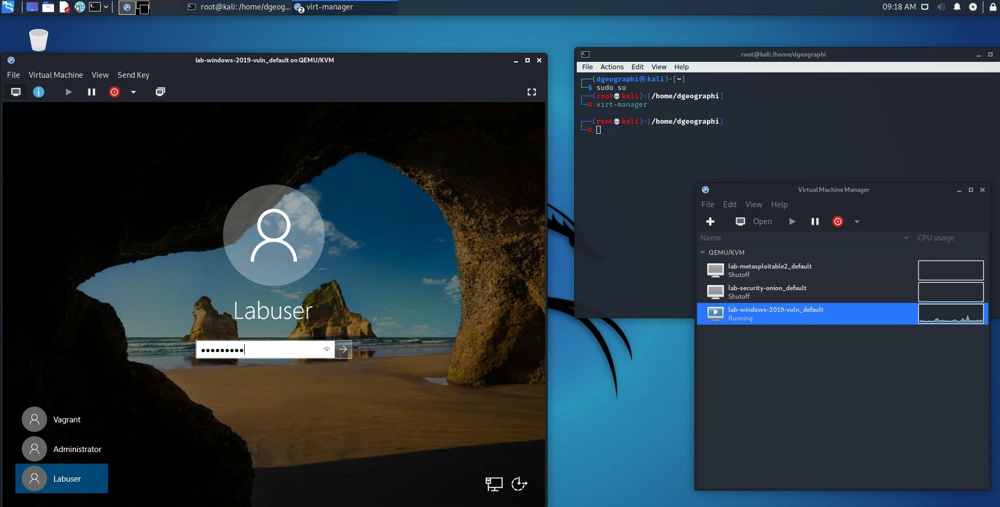 root@kali: /home/dgeog...
2
virt-manager
09:18 AM
lab-windows-2019-vuln_default on QEMU/KVM
File Virtual Machine View Send Key
Labuser
Vagrant
Administrator
Labuser
root@kali: /home/dgeographi
File Actions Edit View Help
┌──(dgeographi㉿kali)-[~]
└─$ sudo su
┌──(root💀kali)-[/home/dgeographi]
└─# virt-manager
┌──(root💀kali)-[/home/dgeographi]
└─#
Virtual Machine Manager
File Edit View Help
Open
Name CPU usage
QEMU/KVM
lab-metasploitable2_default
Shutoff
lab-security-onion_default
Shutoff
lab-windows-2019-vuln_default
Running